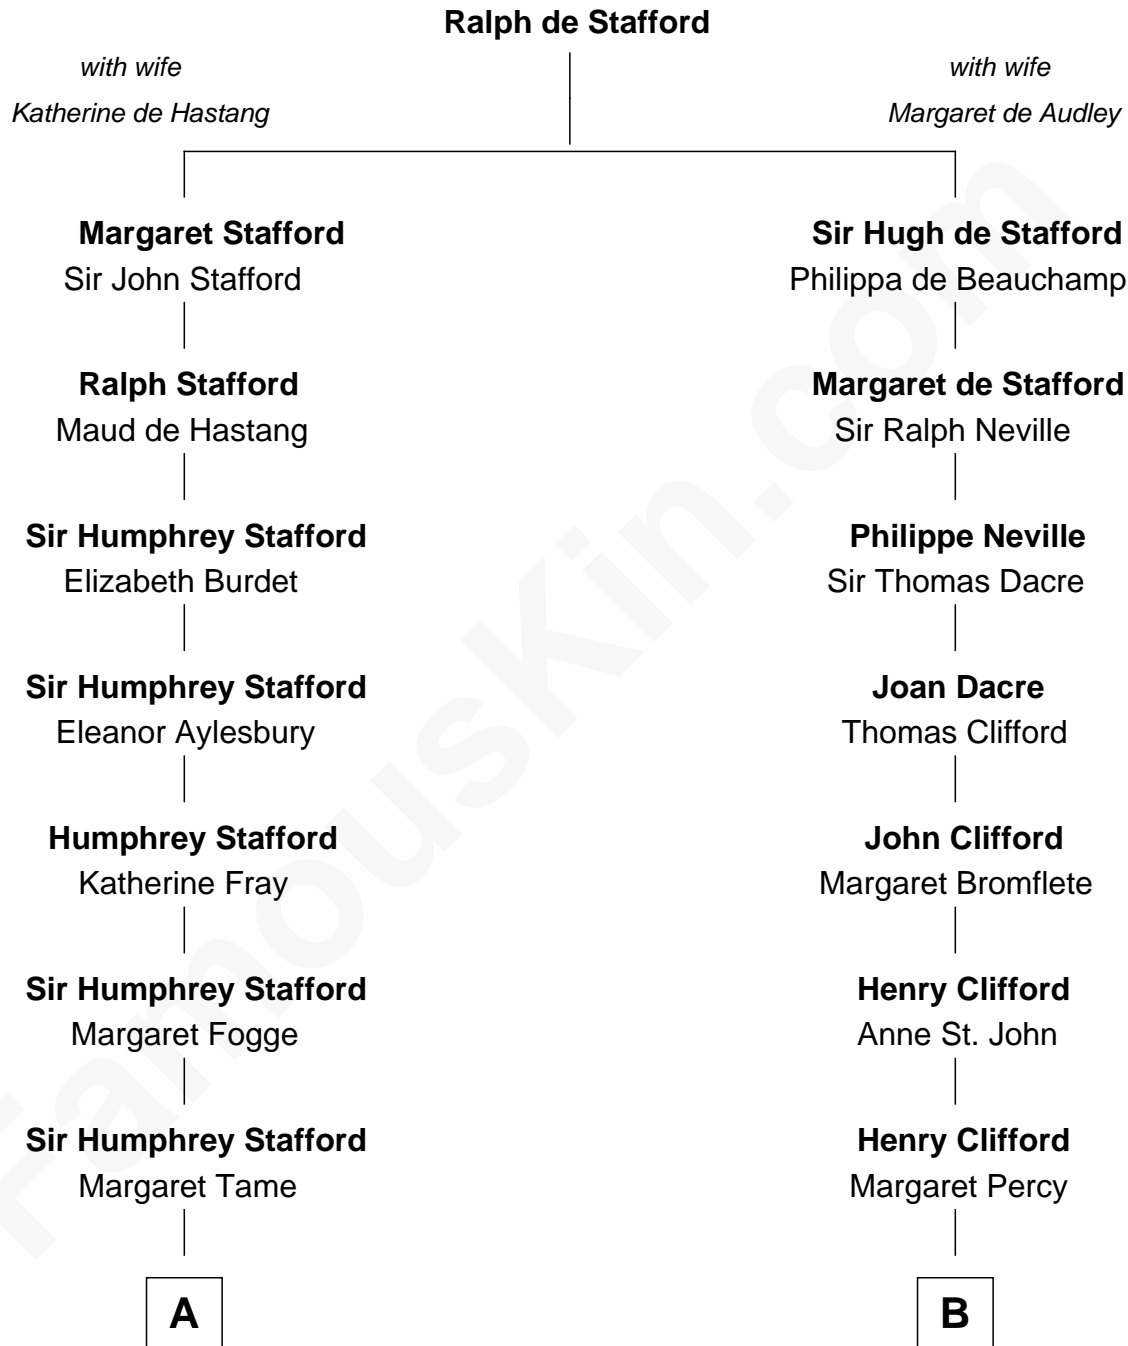 Ralph de Stafford
with wife
Katherine de Hastang
with wife
Margaret de Audley
Margaret Stafford
Sir John Stafford
Sir Hugh de Stafford
Philippa de Beauchamp
Ralph Stafford
Maud de Hastang
Margaret de Stafford
Sir Ralph Neville
Sir Humphrey Stafford
Elizabeth Burdet
Philippe Neville
Sir Thomas Dacre
Sir Humphrey Stafford
Eleanor Aylesbury
Joan Dacre
Thomas Clifford
Humphrey Stafford
Katherine Fray
John Clifford
Margaret Bromflete
Sir Humphrey Stafford
Margaret Fogge
Henry Clifford
Anne St. John
Sir Humphrey Stafford
Margaret Tame
Henry Clifford
Margaret Percy
A
B
FamousKin.com